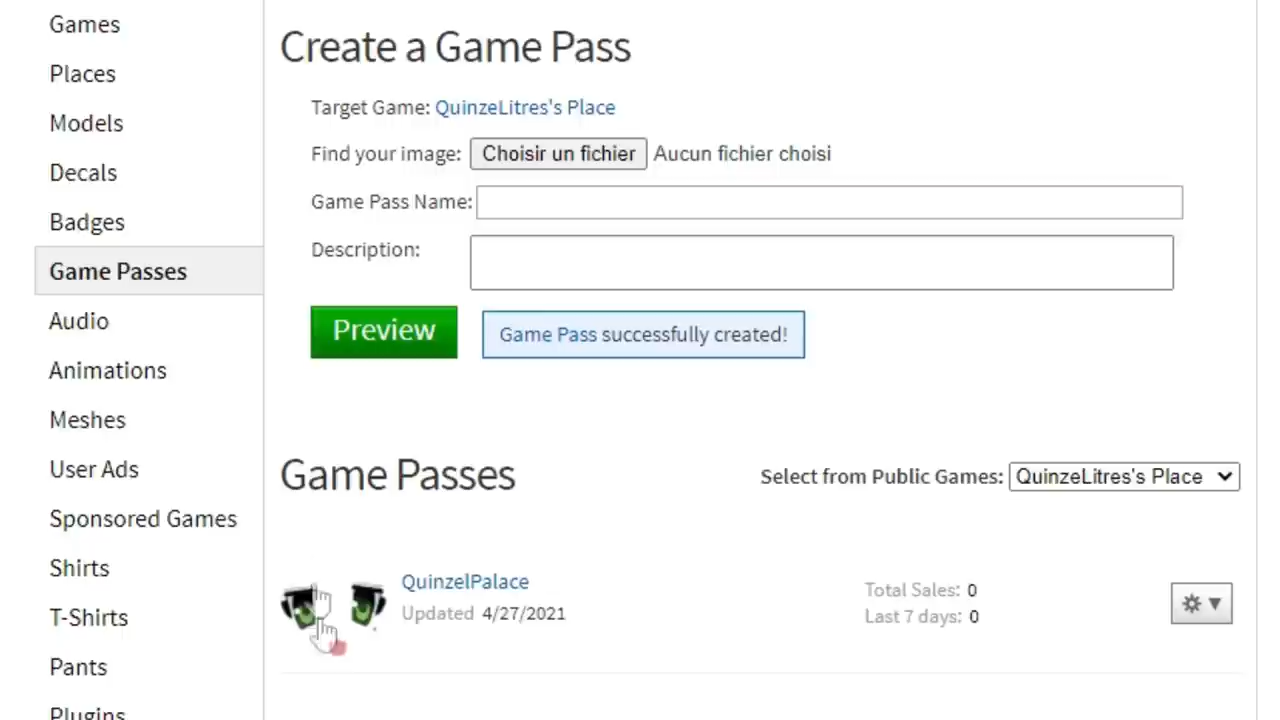 Games
Places
Models
Decals
Badges
Game Passes
Audio
Animations
Meshes
User Ads
Sponsored Games
Shirts
T-Shirts
Pants
Plugins
Create a Game Pass
Target Game: QuinzeLitres's Place
Find your image: Choisir un fichier Aucun fichier choisi
Game Pass Name:
Description:
Preview Game Pass successfully created!
Game Passes Select from Public Games: QuinzeLitres's Place
QuinzelPalace Total Sales: 0
Updated 4/27/2021 Last 7 days: 0